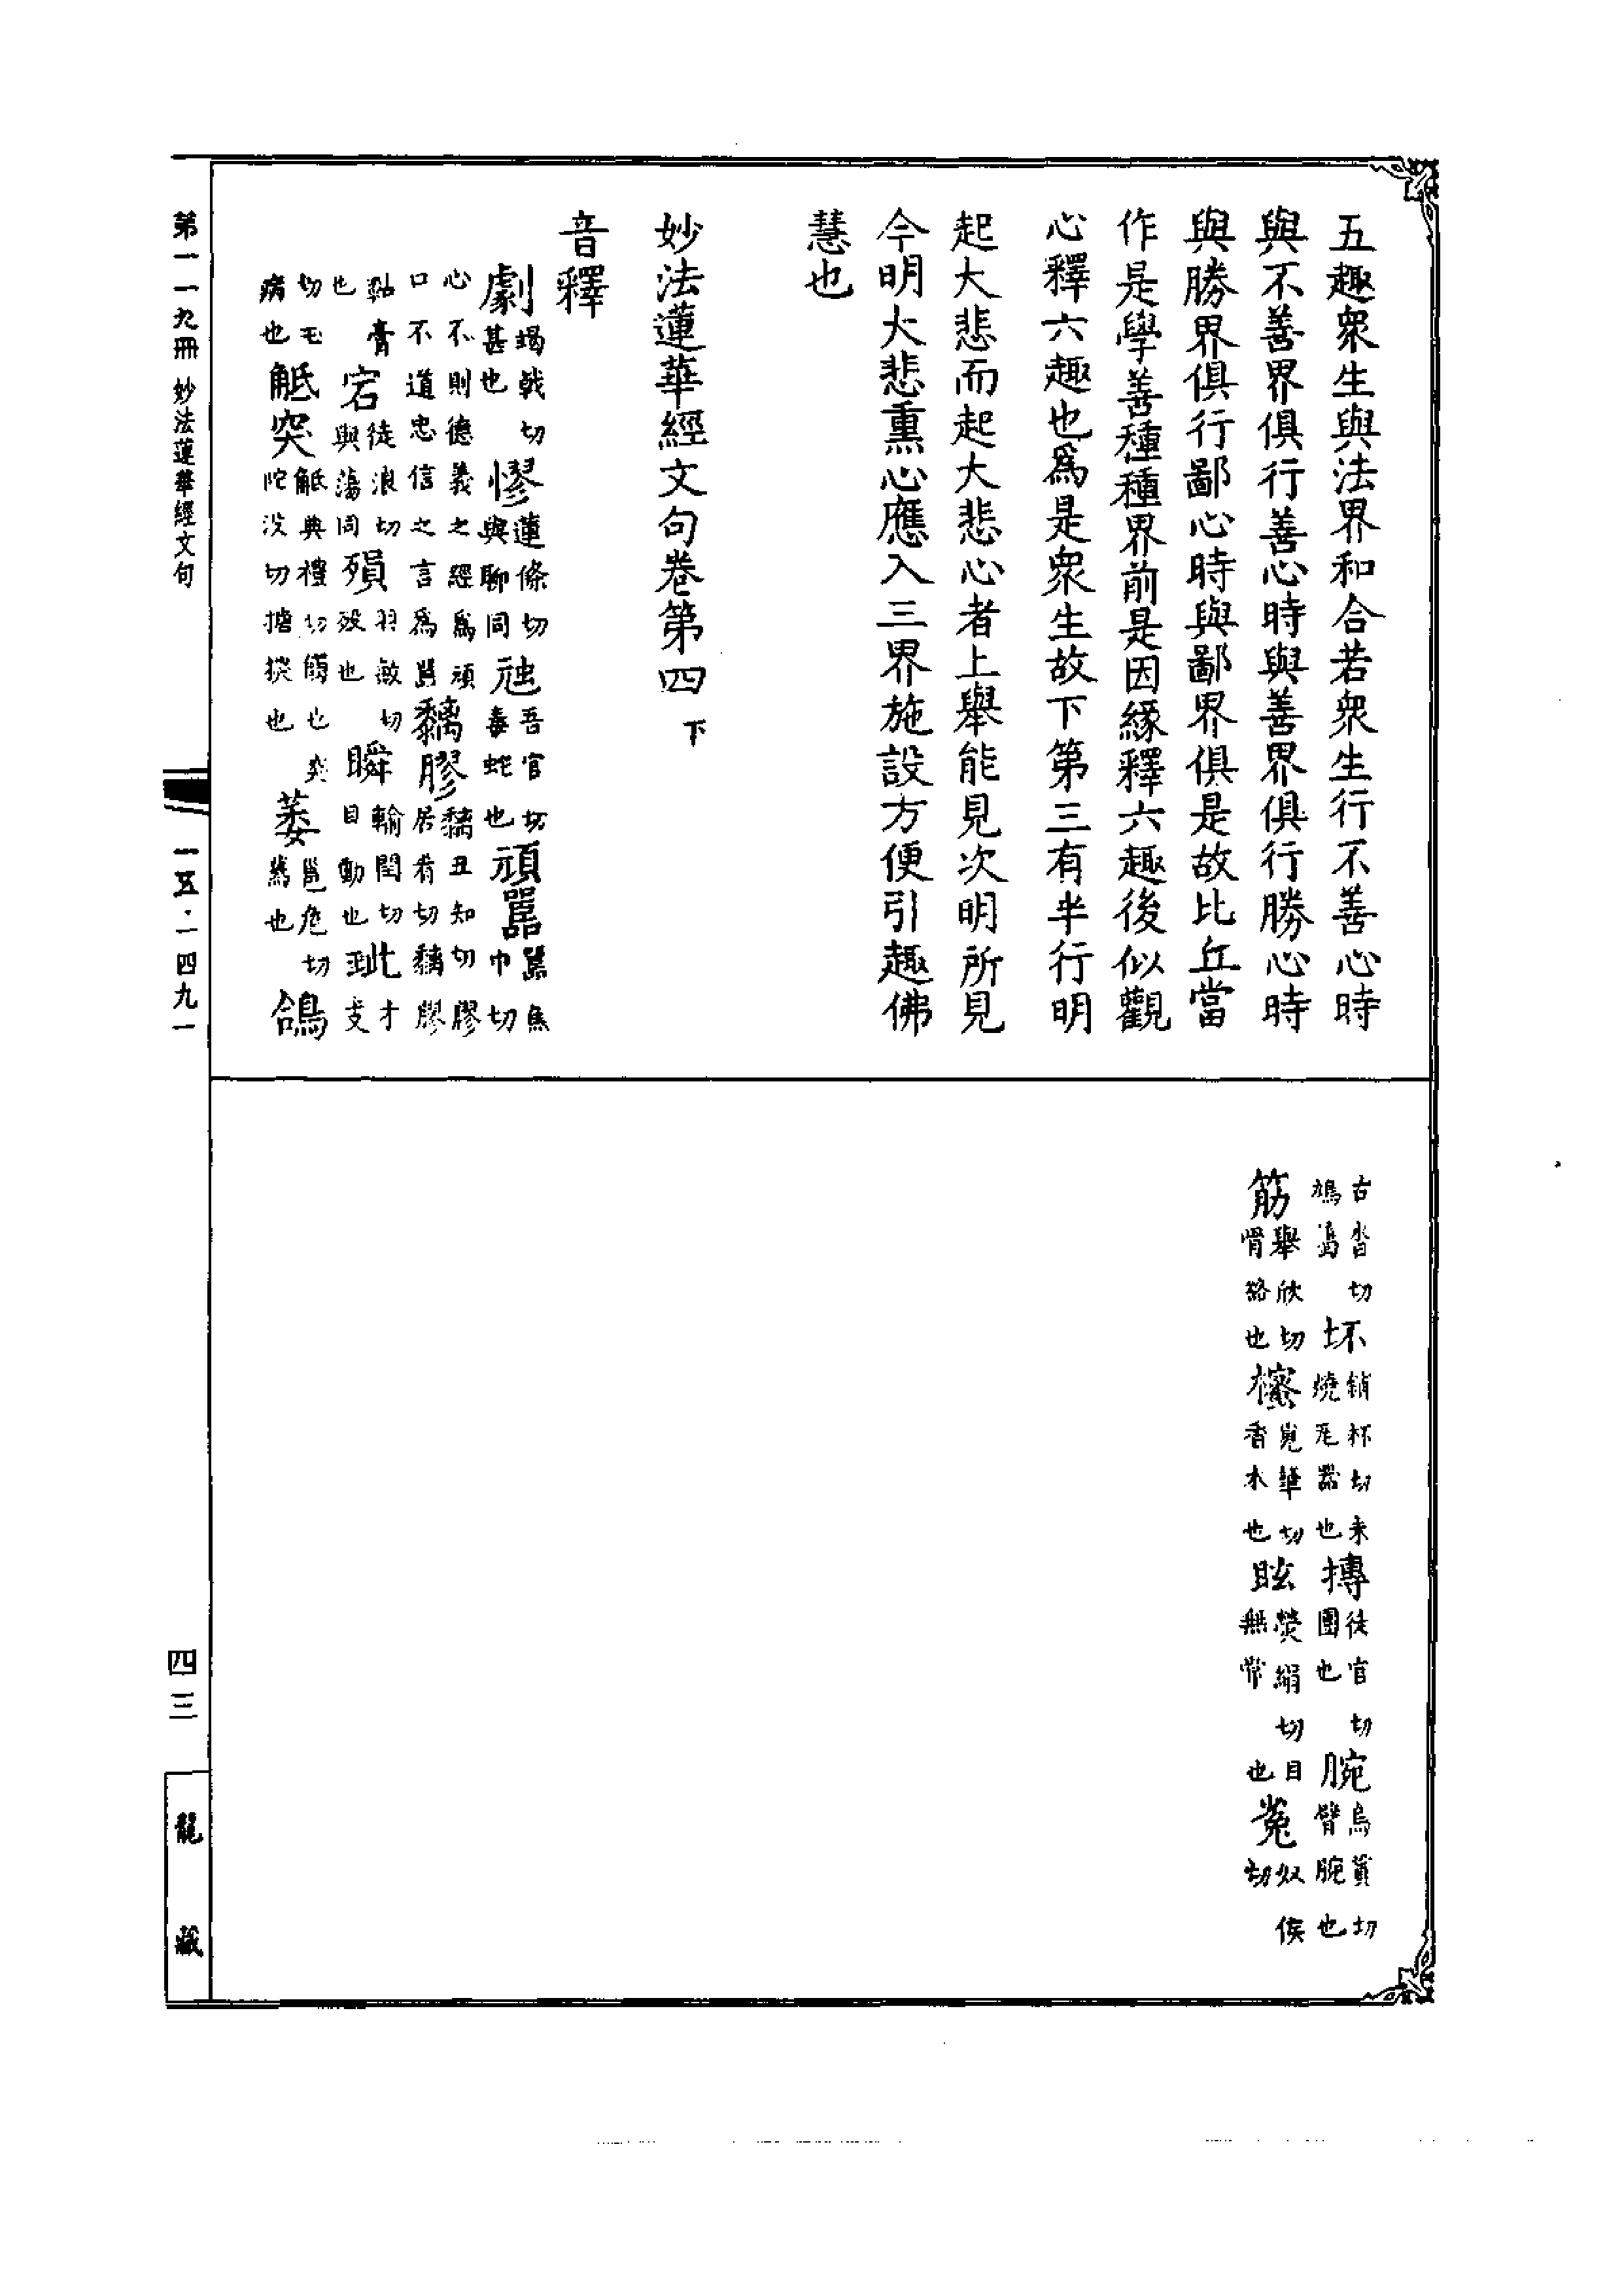 五趣衆生與法界和合若衆生行不善心時
與不善界俱行善心時與善界俱行勝心時
與勝界俱行鄙心時與鄙界俱是故比丘當
作是學善種種界前是因緣釋六趣後似觀
心釋六趣也爲是衆生故下第三有半行明
起大悲而起大悲心者上舉能見次明所見
今明大悲熏心應入三界施設方便引趣佛
慧也
妙法蓮華經文句卷第四下
音釋
劇竭戟切甚也 憀蓮條切與聊同 虺吾官切毒蛇也 頑嚚嚚魚巾切
心不則德義之經爲頑口不道忠信之言爲嚚 黐膠黐丑知切膠居肴切黐膠
黏膏也 宕徒浪切與蕩同 殞羽敏切歿也 瞬輸閏切目動也 玼才支
切玉病也 觝突觝典禮切觸也突陀没切搪揬也 萎邕危切蔫也 鴿
古沓切鳩屬 坏鋪杯切未燒瓦器也 摶徒官切團也 腕烏貫切臂腕也
筋舉欣切骨絡也 櫁覓畢切香木也 眩熒絹切目無常也 㝹奴侯切
第一一九冊 妙法蓮華經文句
一五·二四九一
四三
龍藏